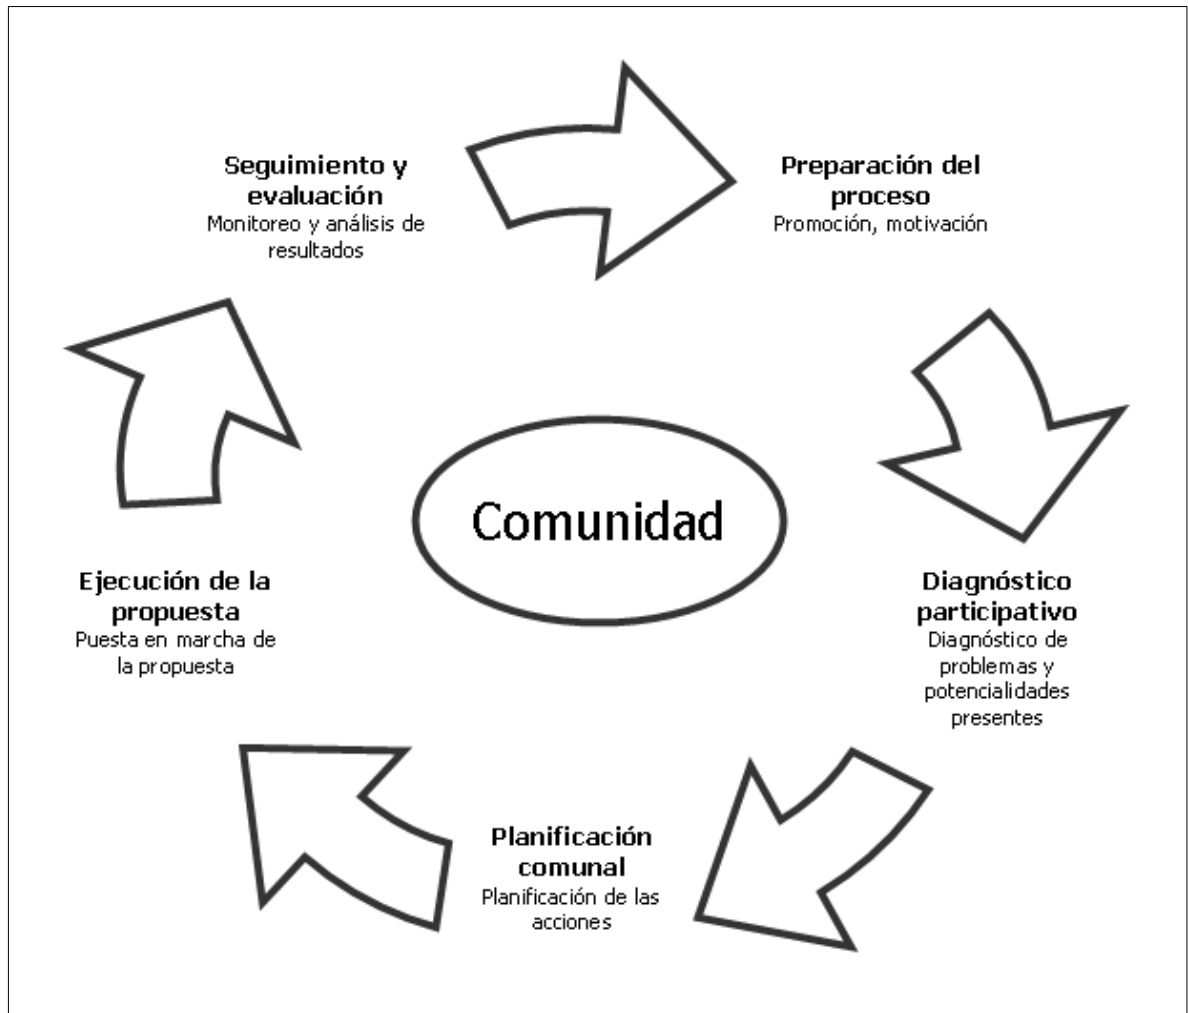 Seguimiento y
evaluación
Monitoreo y análisis de
resultados
Preparación del
proceso
Promoción, motivación
Comunidad
Ejecución de la
propuesta
Puesta en marcha de
la propuesta
Diagnóstico
participativo
Diagnóstico de
problemas y
potencialidades
presentes
Planificación
comunal
Planificación de las
acciones